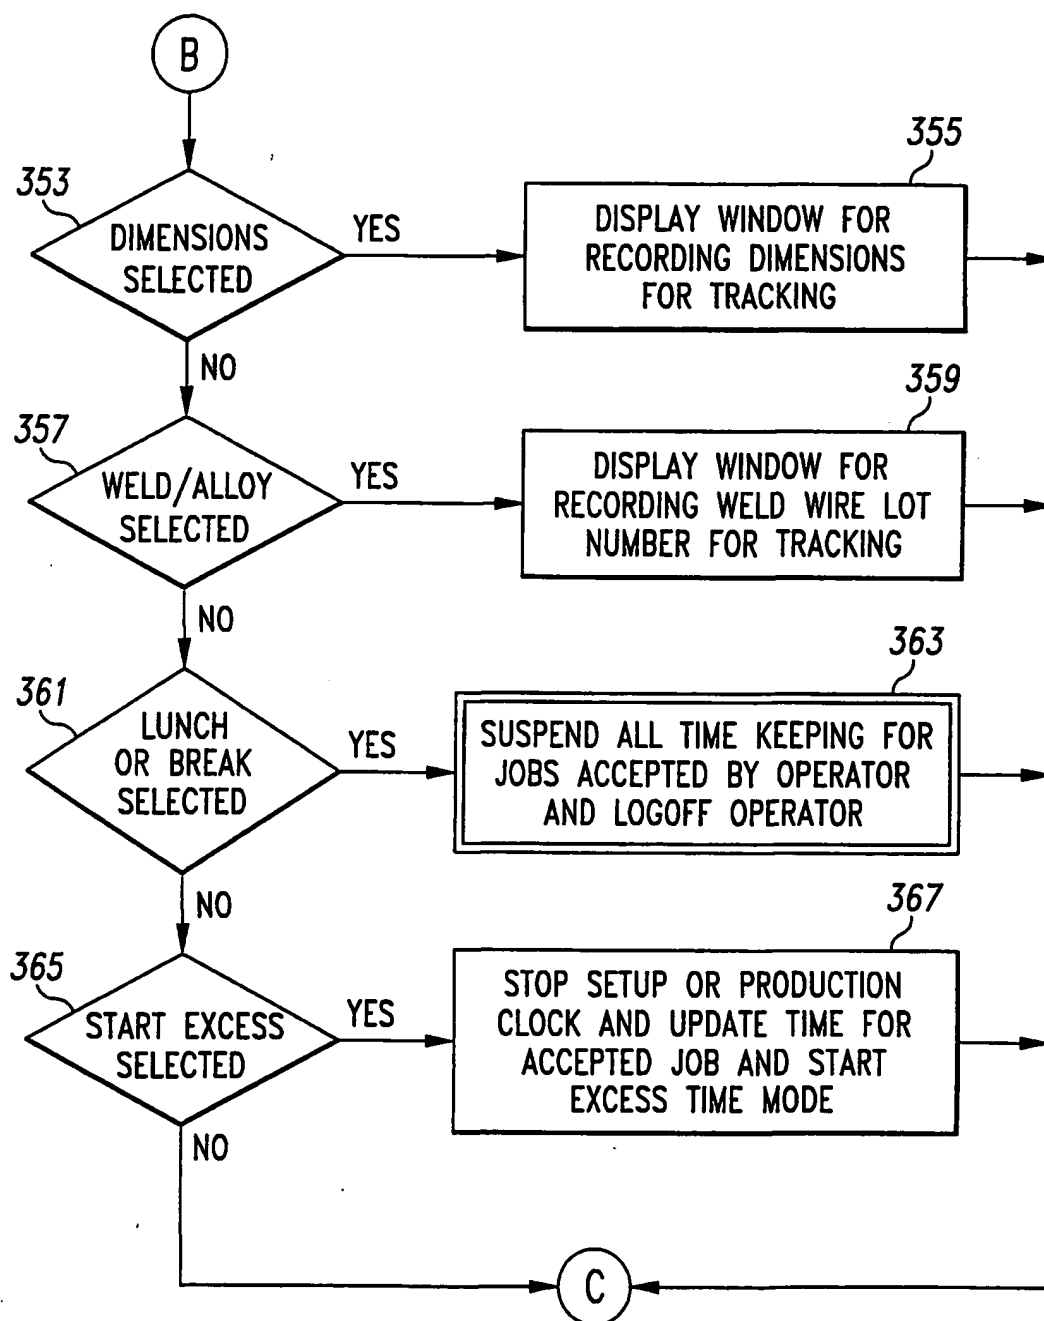 B
353
DIMENSIONS
SELECTED
YES
355
DISPLAY WINDOW FOR
RECORDING DIMENSIONS
FOR TRACKING
NO
357
WELD/ALLOY
SELECTED
YES
359
DISPLAY WINDOW FOR
RECORDING WELD WIRE LOT
NUMBER FOR TRACKING
NO
361
LUNCH
OR BREAK
SELECTED
YES
363
SUSPEND ALL TIME KEEPING FOR
JOBS ACCEPTED BY OPERATOR
AND LOGOFF OPERATOR
NO
365
START EXCESS
SELECTED
YES
367
STOP SETUP OR PRODUCTION
CLOCK AND UPDATE TIME FOR
ACCEPTED JOB AND START
EXCESS TIME MODE
NO
C